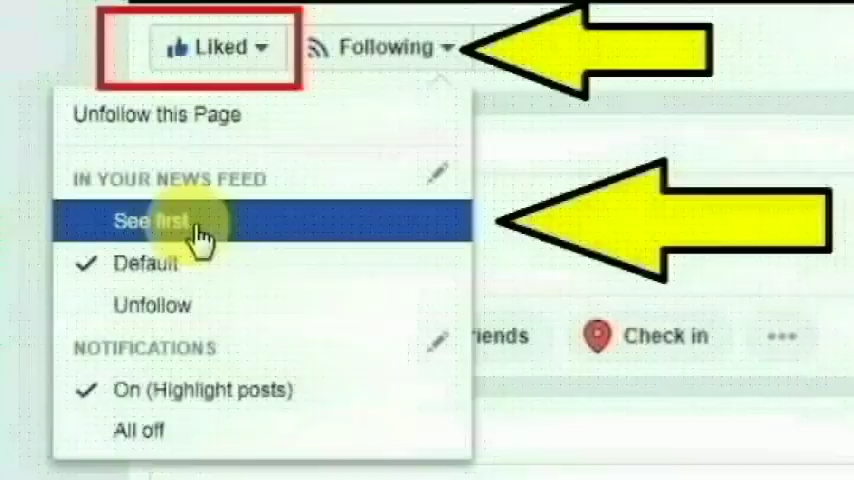 Liked Following
Unfollow this Page
IN YOUR NEWS FEED
See first
Default
Unfollow
NOTIFICATIONS
On (Highlight posts)
All off
riends Check in